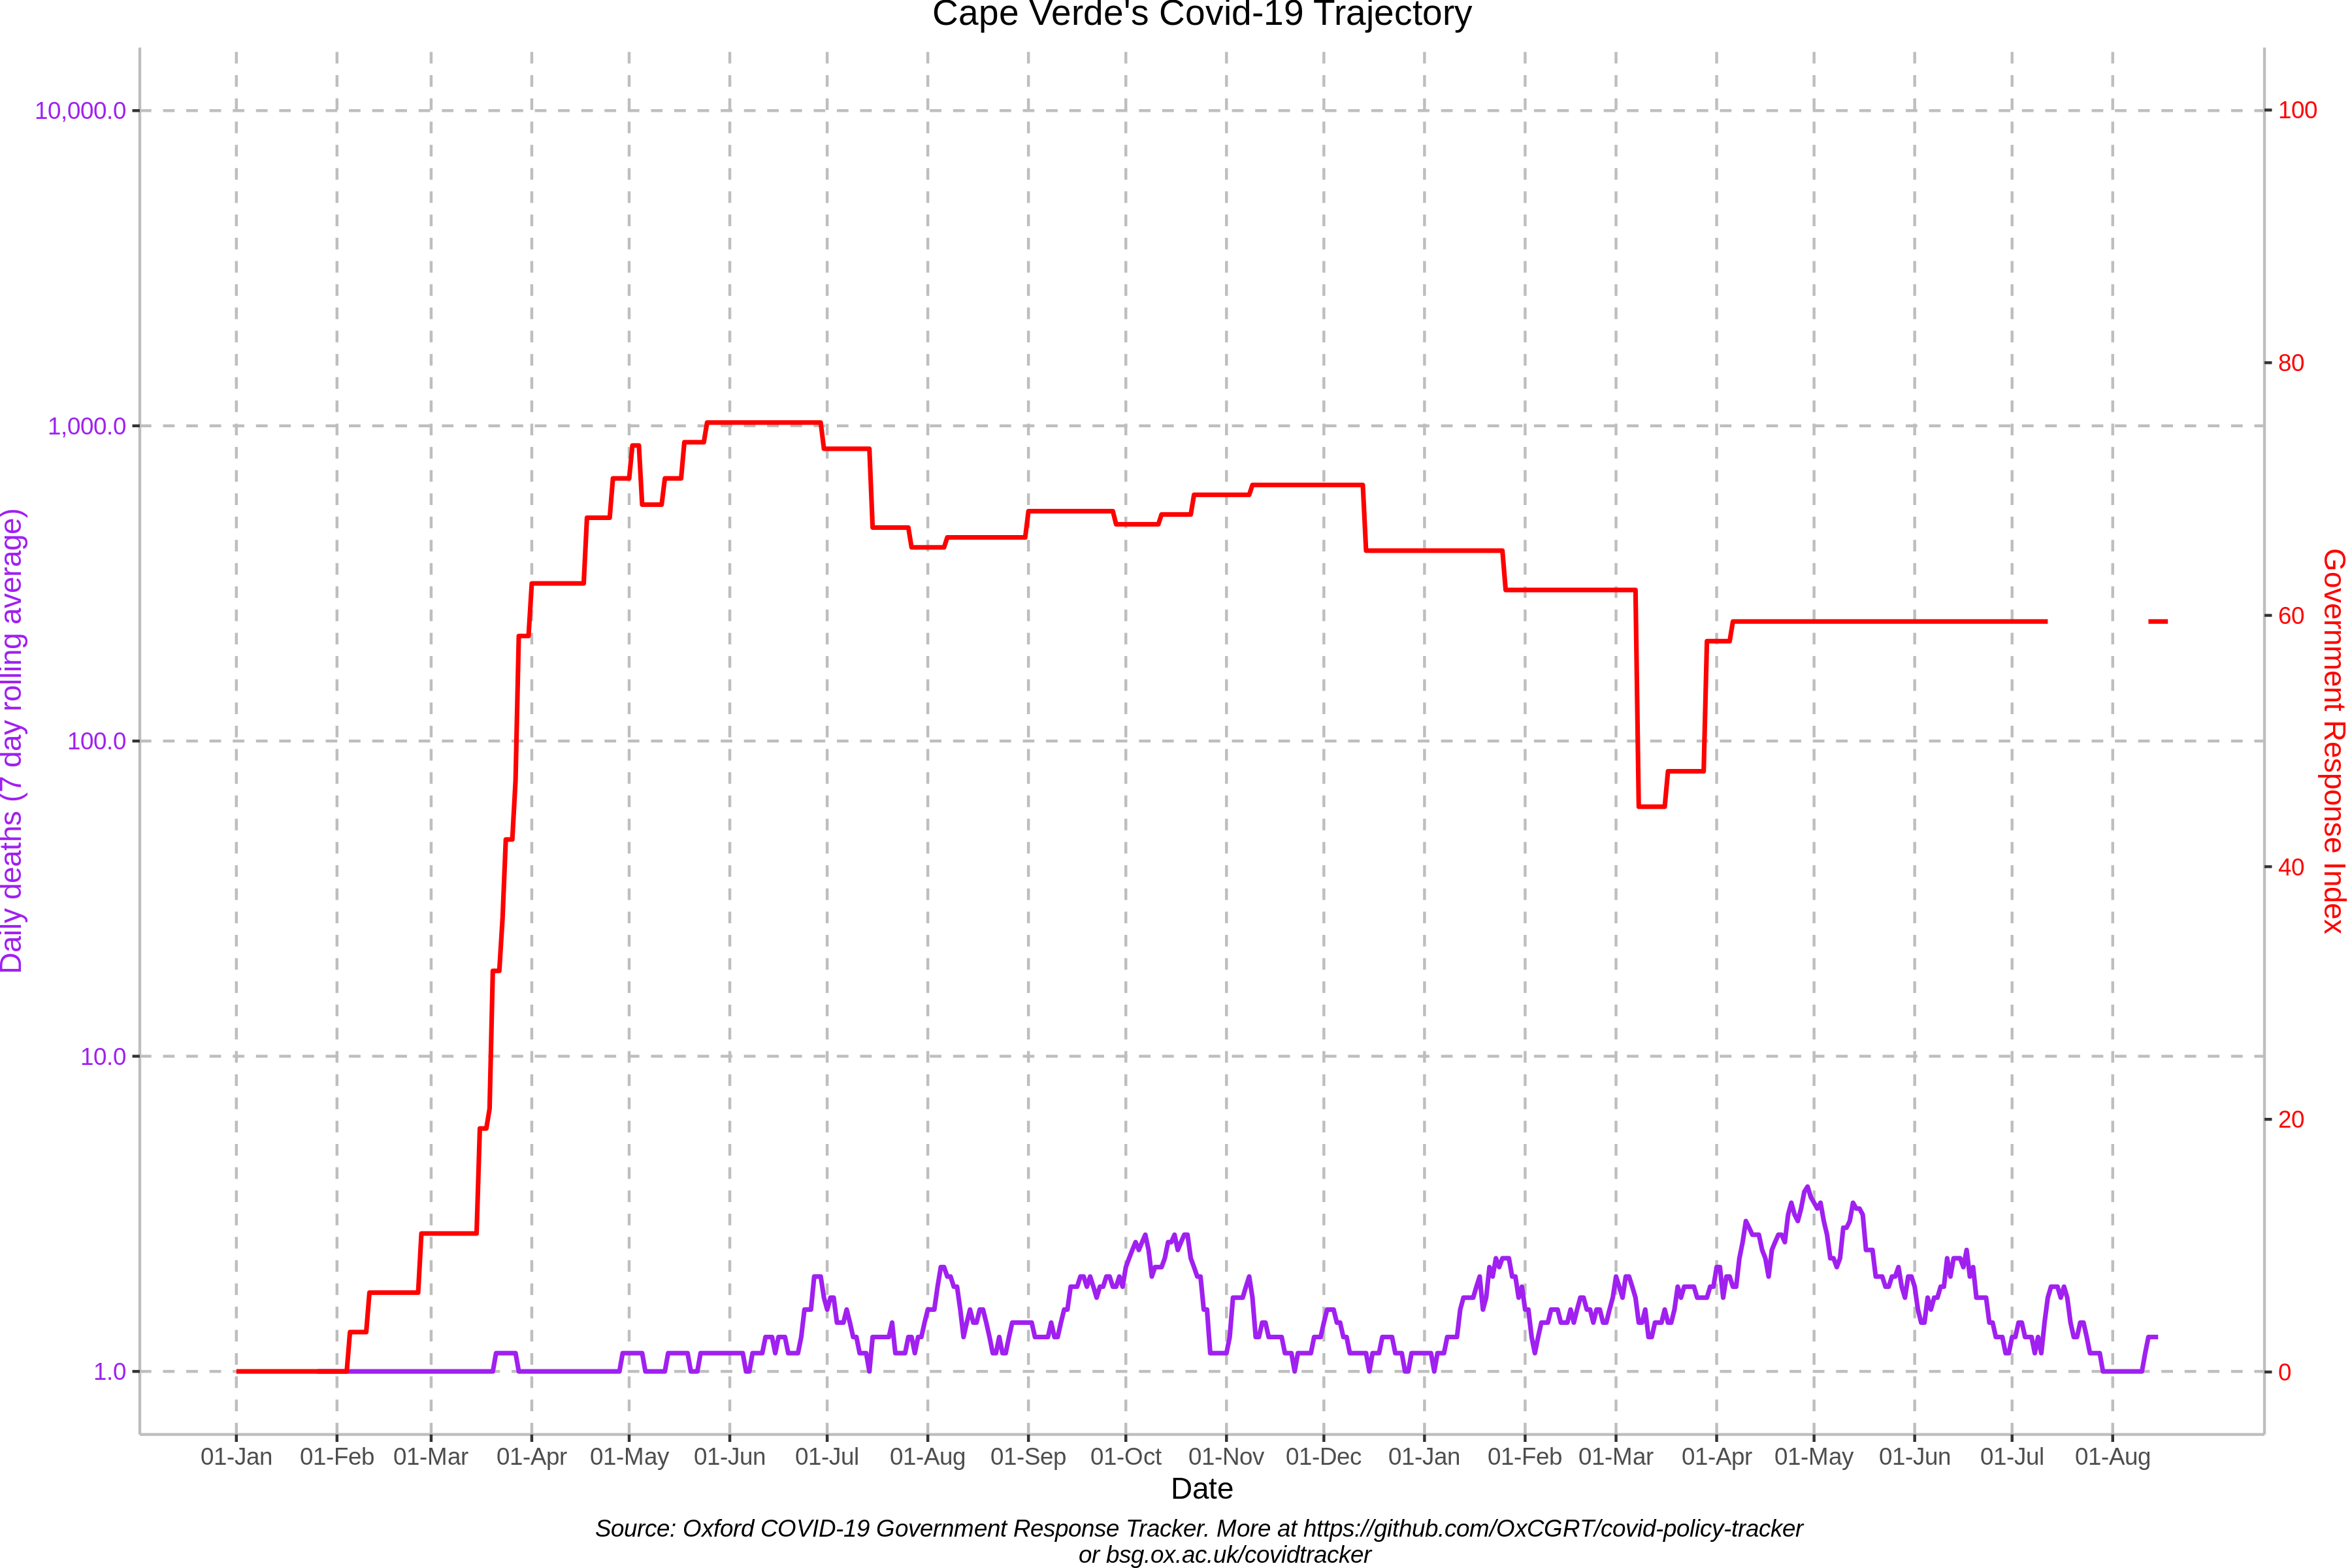 Cape Verde's Covid-19 Trajectory
10,000.0
1,000.0
100.0
10.0
1.0
Daily deaths (7 day rolling average)
100
80
60
40
20
0
Government Response Index
01-Jan 01-Feb 01-Mar 01-Apr 01-May 01-Jun 01-Jul 01-Aug 01-Sep 01-Oct 01-Nov 01-Dec 01-Jan 01-Feb 01-Mar 01-Apr 01-May 01-Jun 01-Jul 01-Aug
Date
Source: Oxford COVID-19 Government Response Tracker. More at https://github.com/OxCGRT/covid-policy-tracker
or bsg.ox.ac.uk/covidtracker